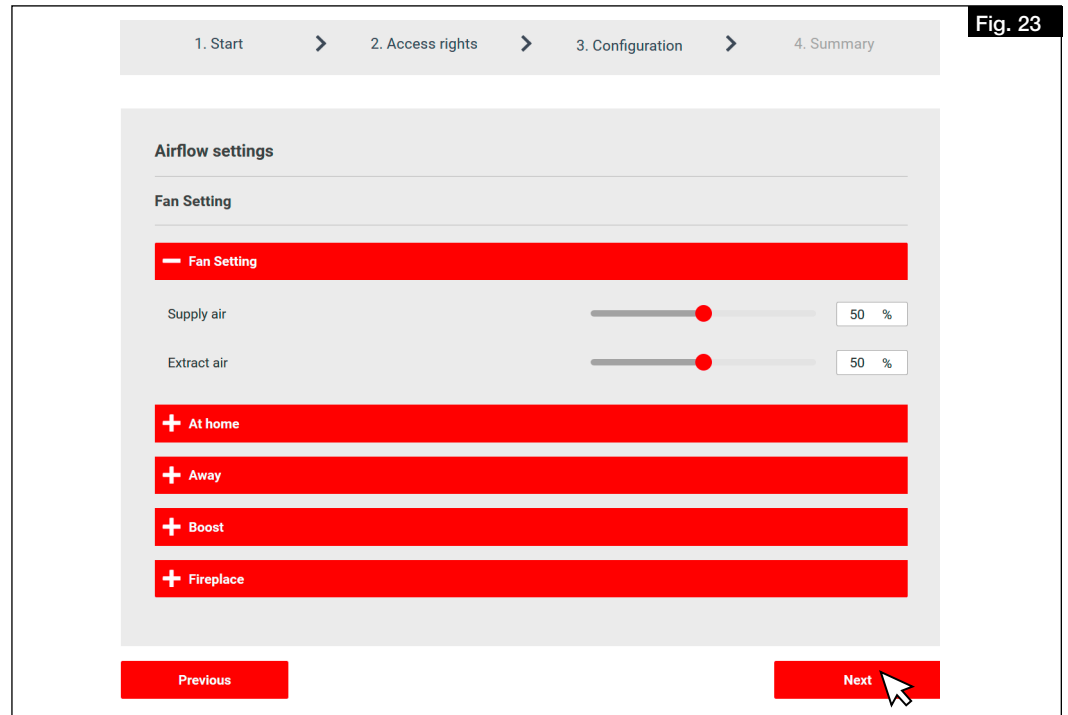 Fig. 23
1. Start 2. Access rights 3. Configuration 4. Summary
Airflow settings
Fan Setting
Fan Setting
Supply air 50 %
Extract air 50 %
At home
Away
Boost
Fireplace
Previous Next